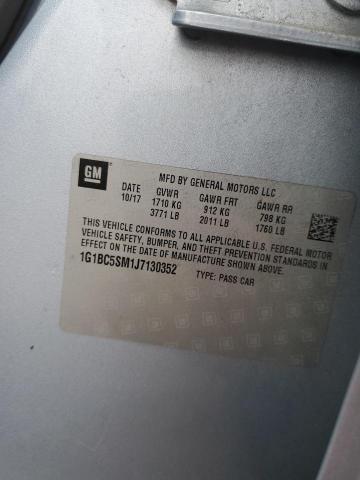 GM
MFD BY GENERAL MOTORS LLC
DATE GVWR GAWR FRT GAWR RR
10/17 1710 KG 912 KG 798 KG
3771 LB 2011 LB 1760 LB
THIS VEHICLE CONFORMS TO ALL APPLICABLE U.S. FEDERAL MOTOR
VEHICLE SAFETY, BUMPER, AND THEFT PREVENTION STANDARDS IN
EFFECT ON THE DATE OF MANUFACTURE SHOWN ABOVE.
1G1BC5SM1J7130352 TYPE: PASS CAR